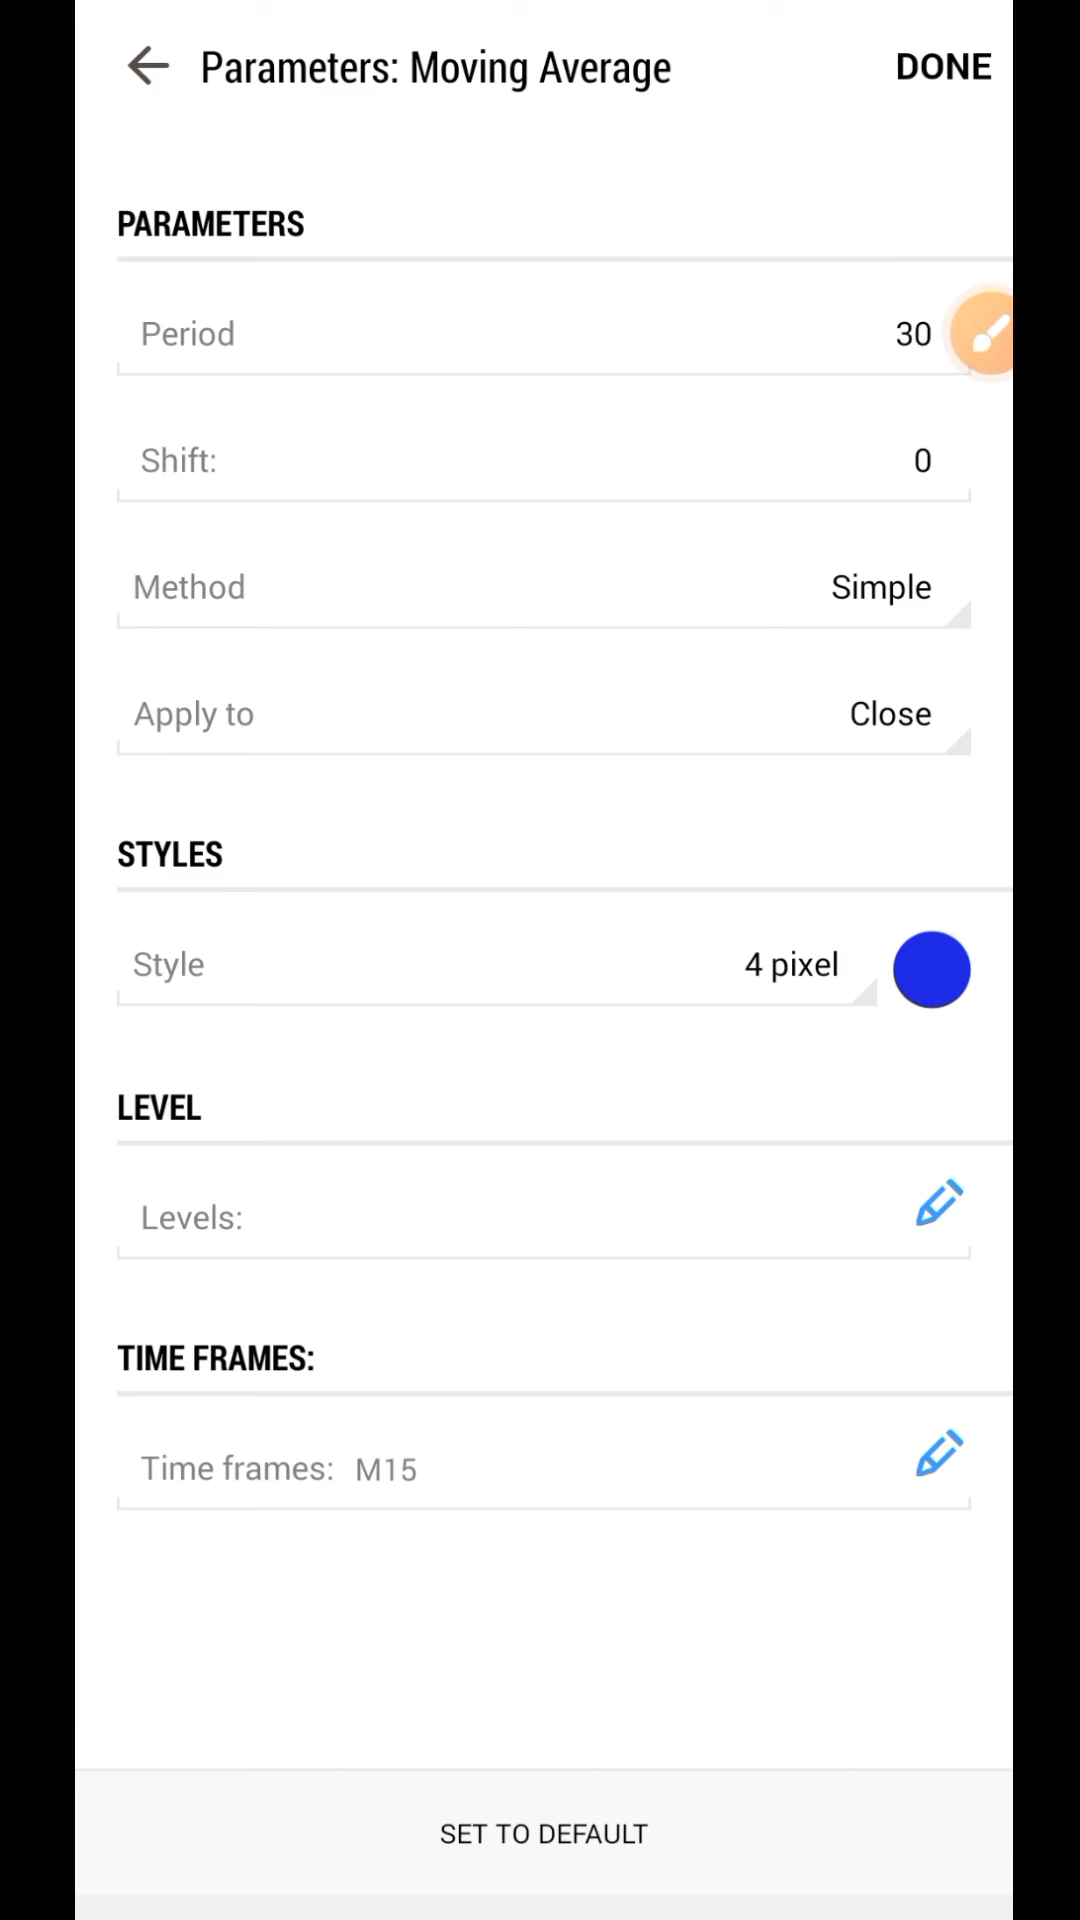 Parameters: Moving Average DONE
PARAMETERS
Period 30
Shift: 0
Method Simple
Apply to Close
STYLES
Style 4 pixel
LEVEL
Levels:
TIME FRAMES:
Time frames: M15
SET TO DEFAULT